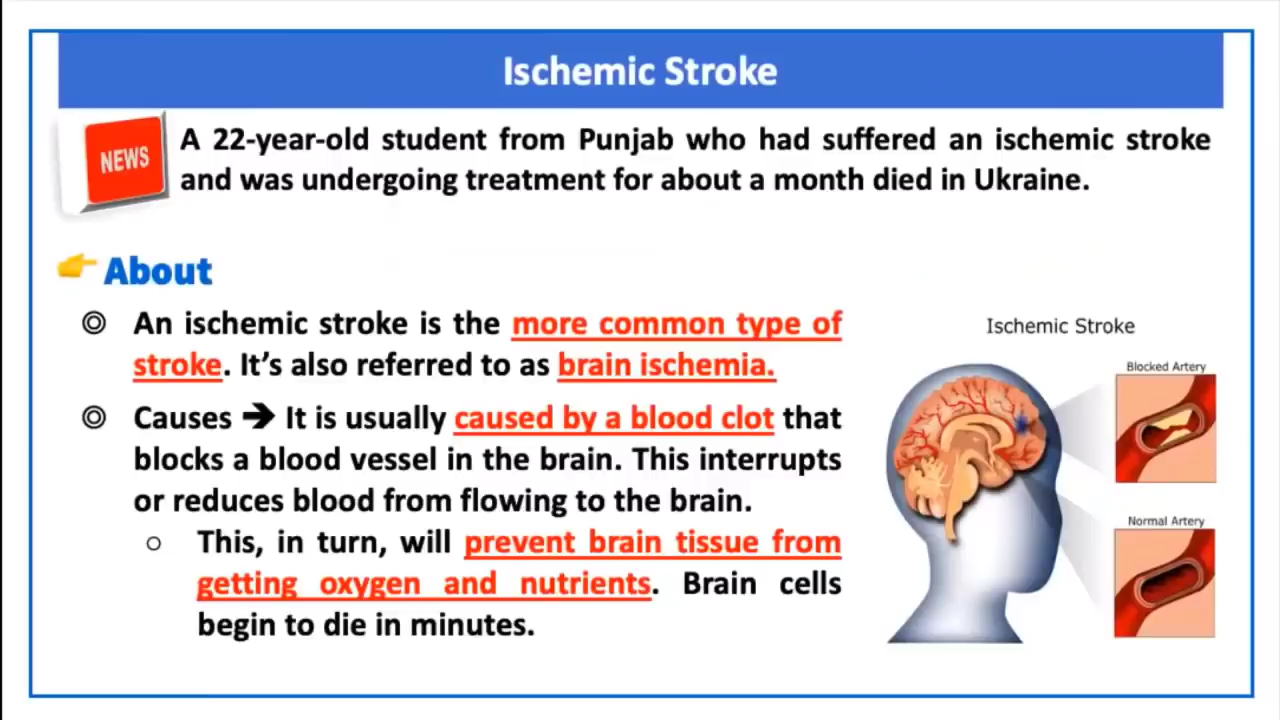 Ischemic Stroke
NEWS
A 22-year-old student from Punjab who had suffered an ischemic stroke
and was undergoing treatment for about a month died in Ukraine.
About
An ischemic stroke is the more common type of
stroke. It’s also referred to as brain ischemia.
Causes ➔ It is usually caused by a blood clot that
blocks a blood vessel in the brain. This interrupts
or reduces blood from flowing to the brain.
This, in turn, will prevent brain tissue from
getting oxygen and nutrients. Brain cells
begin to die in minutes.
Ischemic Stroke
Blocked Artery
Normal Artery